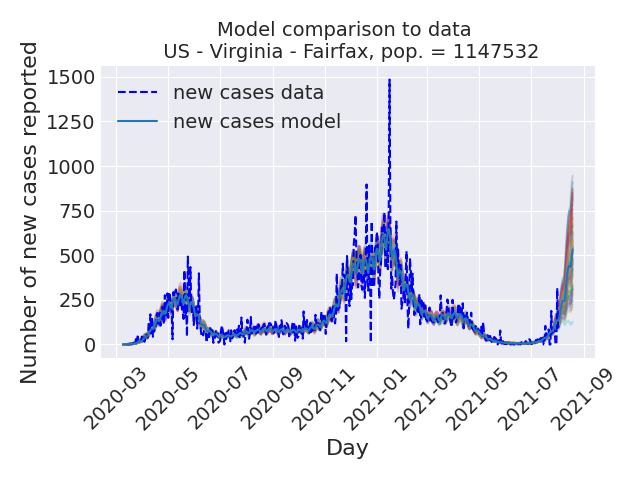 Model comparison to data
US - Virginia - Fairfax, pop. = 1147532
Number of new cases reported
1500
1250
1000
750
500
250
0
new cases data
new cases model
2020-03
2020-05
2020-07
2020-09
2020-11
2021-01
2021-03
2021-05
2021-07
2021-09
Day